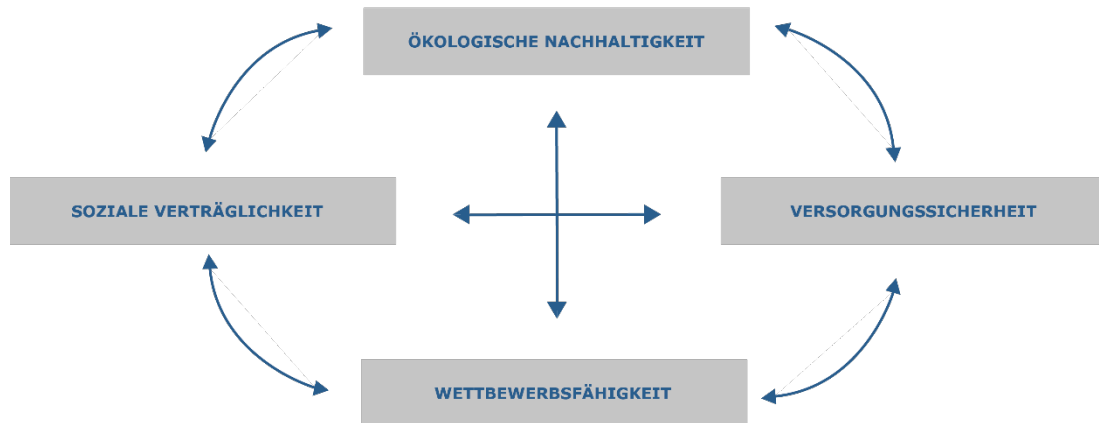 ÖKOLOGISCHE NACHHALTIGKEIT
SOZIALE VERTRÄGLICHKEIT
VERSORGUNGSSICHERHEIT
WETTBEWERBSFÄHIGKEIT